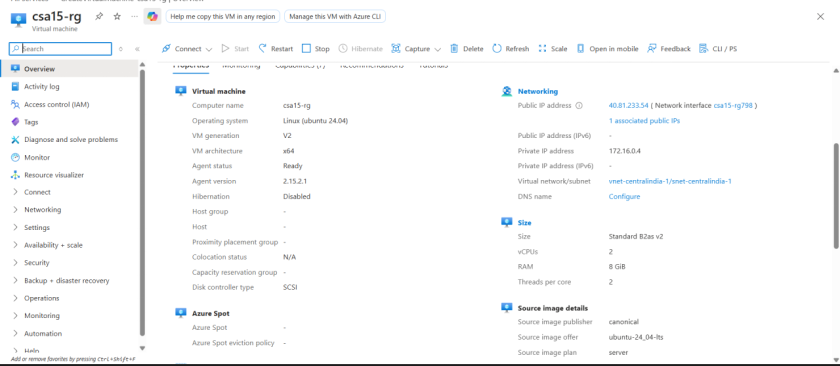 csa15-rg
Help me copy this VM in any region
Manage this VM with Azure CLI
Virtual machine
Search
Connect
Start
Restart
Stop
Hibernate
Capture
Delete
Refresh
Scale
Open in mobile
Feedback
CLI / PS
Overview
Activity log
Access control (IAM)
Tags
Diagnose and solve problems
Monitor
Resource visualizer
Connect
Networking
Settings
Availability + scale
Security
Backup + disaster recovery
Operations
Monitoring
Automation
Help
Add or remove favorites by pressing Ctrl+Shift+F
Properties Monitoring Capabilities (7) Recommendations Tutorials
Virtual machine
Computer name csa15-rg
Operating system Linux (ubuntu 24.04)
VM generation V2
VM architecture x64
Agent status Ready
Agent version 2.15.2.1
Hibernation Disabled
Host group -
Host -
Proximity placement group -
Colocation status N/A
Capacity reservation group -
Disk controller type SCSI
Azure Spot
Azure Spot -
Azure Spot eviction policy -
Networking
Public IP address 40.81.233.54 ( Network interface csa15-rg798 )
1 associated public IPs
Public IP address (IPv6) -
Private IP address 172.16.0.4
Private IP address (IPv6) -
Virtual network/subnet vnet-centralindia-1/snet-centralindia-1
DNS name Configure
Size
Size Standard B2as v2
vCPUs 2
RAM 8 GiB
Threads per core 2
Source image details
Source image publisher canonical
Source image offer ubuntu-24_04-lts
Source image plan server